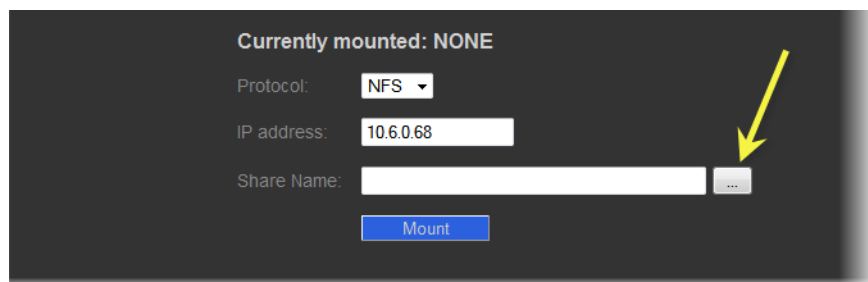 Currently mounted: NONE
Protocol: NFS
IP address: 10.6.0.68
Share Name: ...
Mount